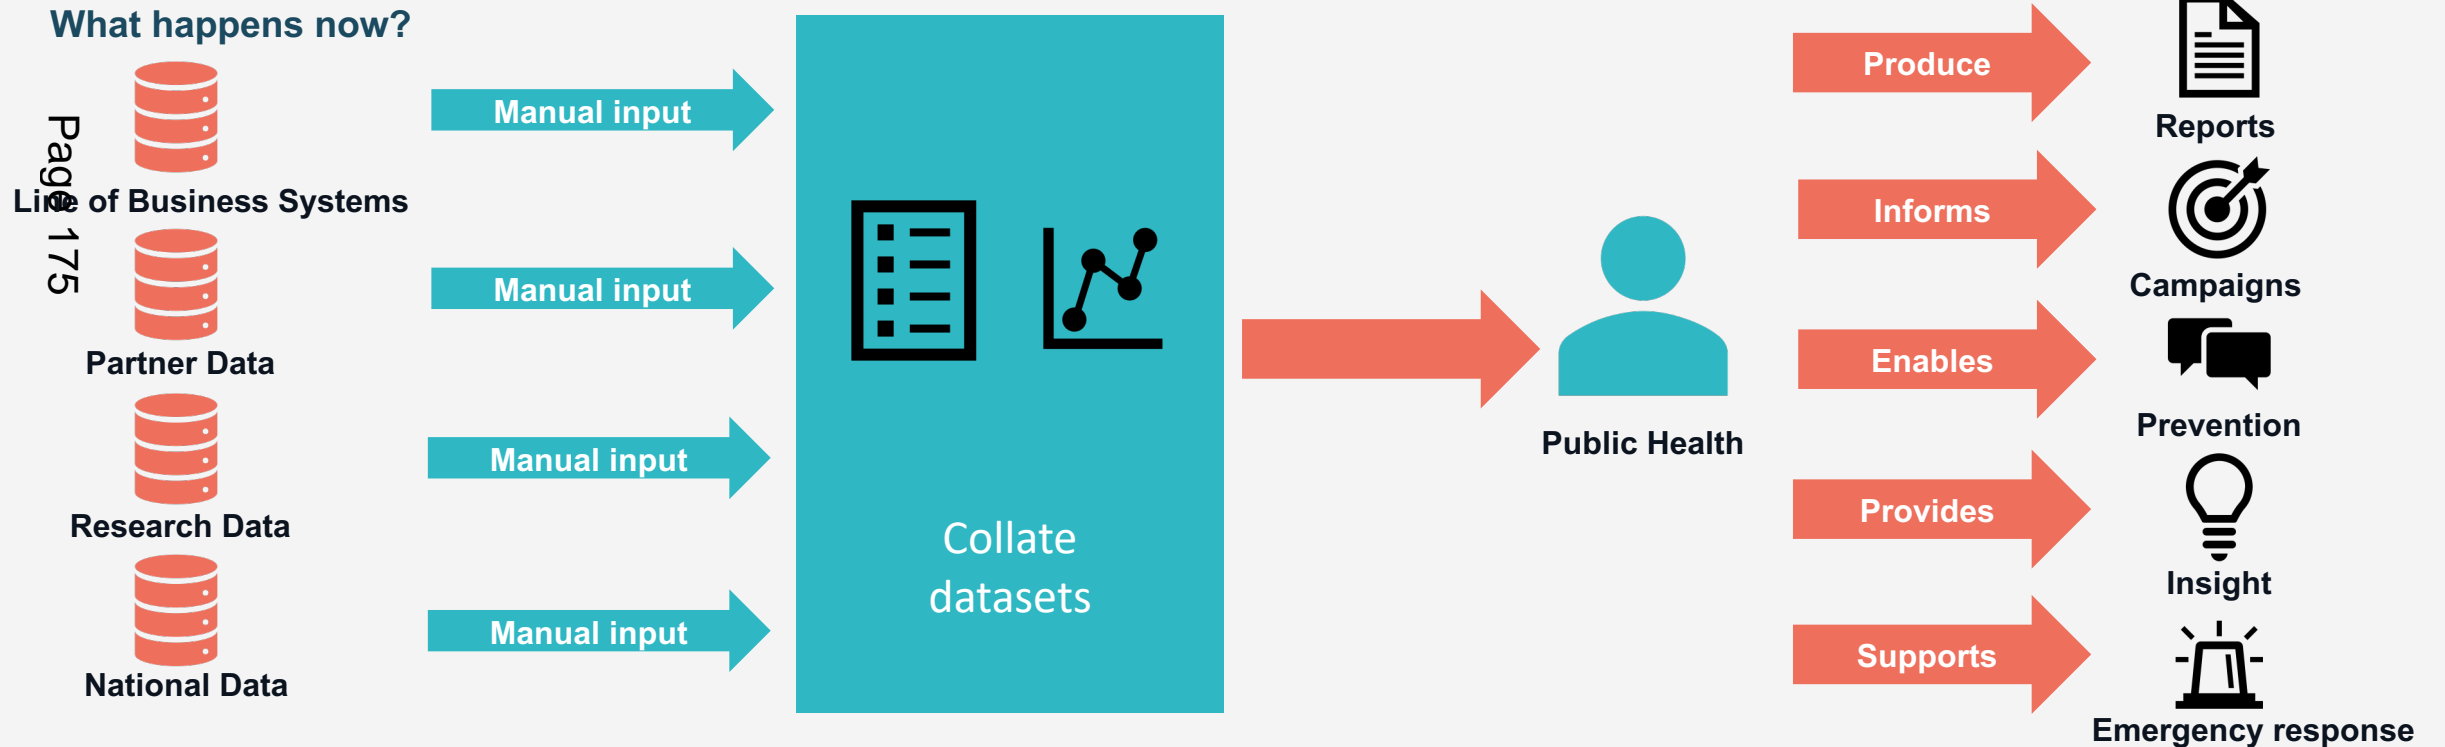 What happens now?
Page 175
Line of Business Systems
Partner Data
Research Data
National Data
Manual input
Manual input
Manual input
Manual input
Collate
datasets
Public Health
Produce
Informs
Enables
Provides
Supports
Reports
Campaigns
Prevention
Insight
Emergency response